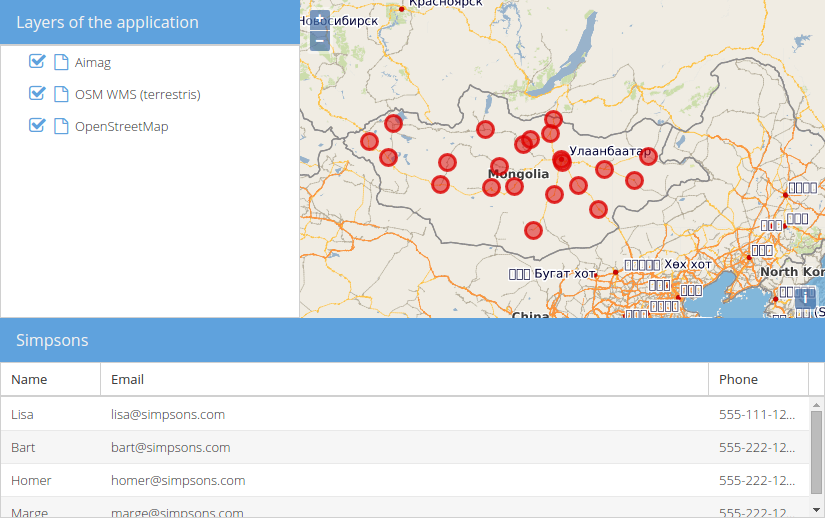 Layers of the application
Aimag
OSM WMS (terrestris)
OpenStreetMap
+
−
Красноярск
Новосибирск
Улаанбаатар
Mongolia
Бугат хот
Хөх хот
North Kor
China
(S
i
Simpsons
Name Email Phone
Lisa lisa@simpsons.com 555-111-12...
Bart bart@simpsons.com 555-222-12...
Homer homer@simpsons.com 555-222-12...
Marge marge@simpsons.com 555-222-12...